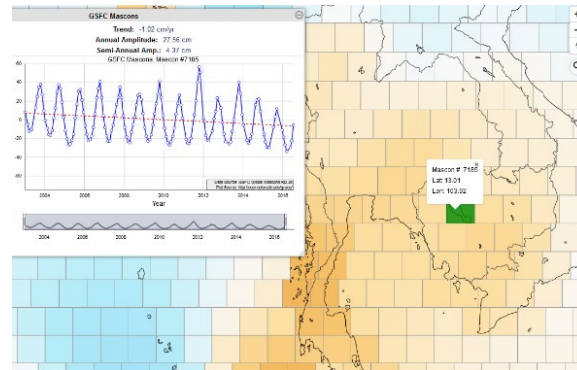 GSFC Mascons
Trend: -1.02 cm/yr
Annual Amplitude: 27.56 cm
Semi-Annual Amp.: 4.37 cm
GSFC Mascons, Mascon #7185
60
40
20
0
-20
-40
-60
2004
2006
2008
2010
2012
2014
2016
Year
2004
2006
2008
2010
2012
2014
2016
Mascon #: 7185
Lat: 13.01
Lon: 103.92